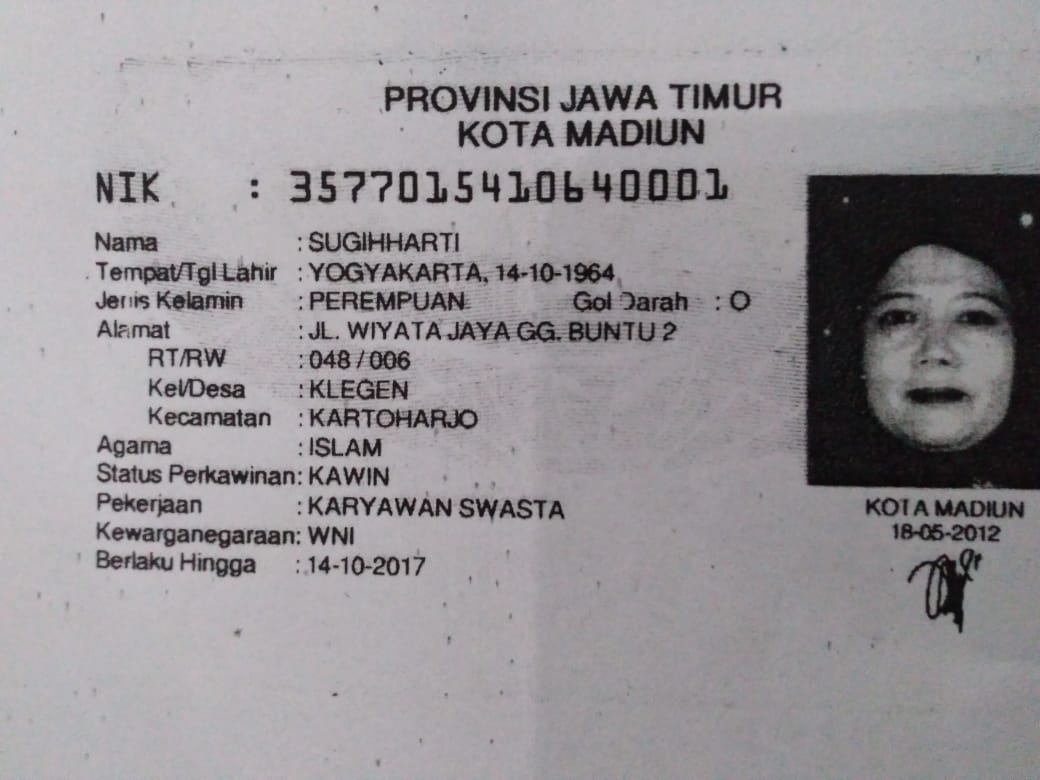 PROVINSI JAWA TIMUR
KOTA MADIUN
NIK : 3577015410640001
Nama : SUGIHHARTI
Tempat/Tgl Lahir : YOGYAKARTA, 14-10-1964
Jenis Kelamin : PEREMPUAN Gol Darah : O
Alamat : JL. WIYATA JAYA GG. BUNTU 2
RT/RW : 048 / 006
Kel/Desa : KLEGEN
Kecamatan : KARTOHARJO
Agama : ISLAM
Status Perkawinan: KAWIN
Pekerjaan : KARYAWAN SWASTA
Kewarganegaraan: WNI
Berlaku Hingga : 14-10-2017
KOTA MADIUN
18-05-2012